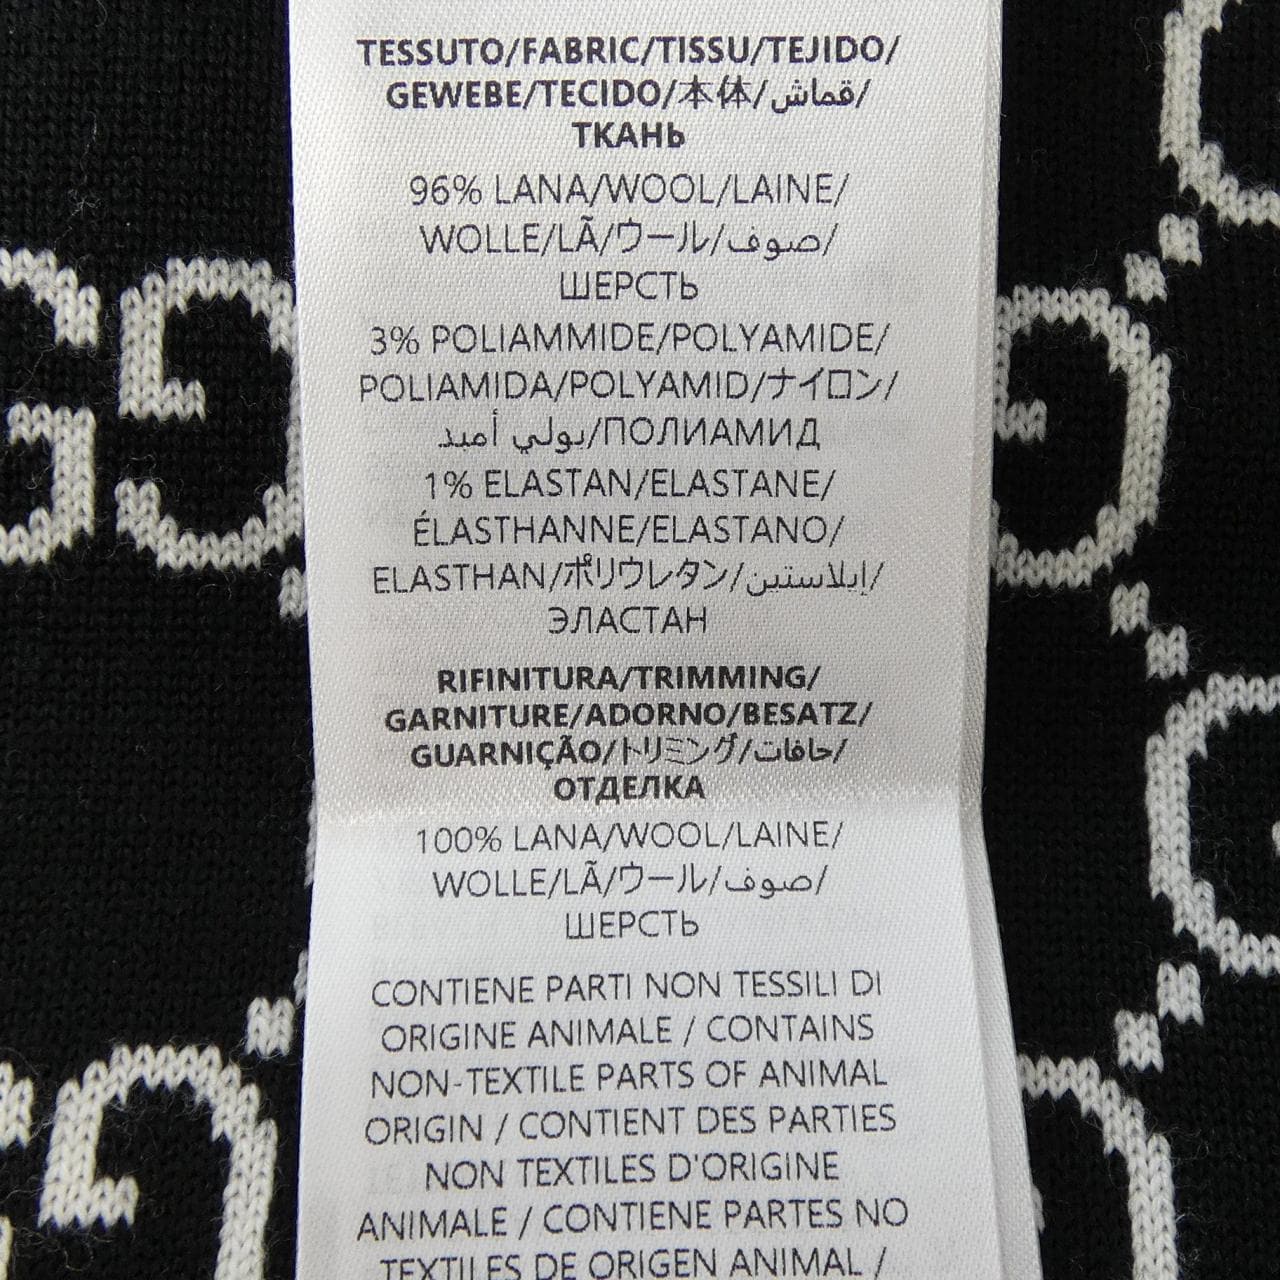 TESSUTO/FABRIC/TISSU/TEJIDO/
GEWEBE/TECIDO/本体/قماش/
ТКАНЬ
96% LANA/WOOL/LAINE/
WOLLE/LÃ/ウール/صوف/
ШЕРСТЬ
3% POLIAMMIDE/POLYAMIDE/
POLIAMIDA/POLYAMID/ナイロン/
بولي أميد/ПОЛИАМИД
1% ELASTAN/ELASTANE/
ÉLASTHANNE/ELASTANO/
ELASTHAN/ポリウレタン/إيلاستين/
ЭЛАСТАН
RIFINITURA/TRIMMING/
GARNITURE/ADORNO/BESATZ/
GUARNIÇÃO/トリミング/حافات/
ОТДЕЛКА
100% LANA/WOOL/LAINE/
WOLLE/LÃ/ウール/صوف/
ШЕРСТЬ
CONTIENE PARTI NON TESSILI DI
ORIGINE ANIMALE / CONTAINS
NON-TEXTILE PARTS OF ANIMAL
ORIGIN / CONTIENT DES PARTIES
NON TEXTILES D'ORIGINE
ANIMALE / CONTIENE PARTES NO
TEXTILES DE ORIGEN ANIMAL /